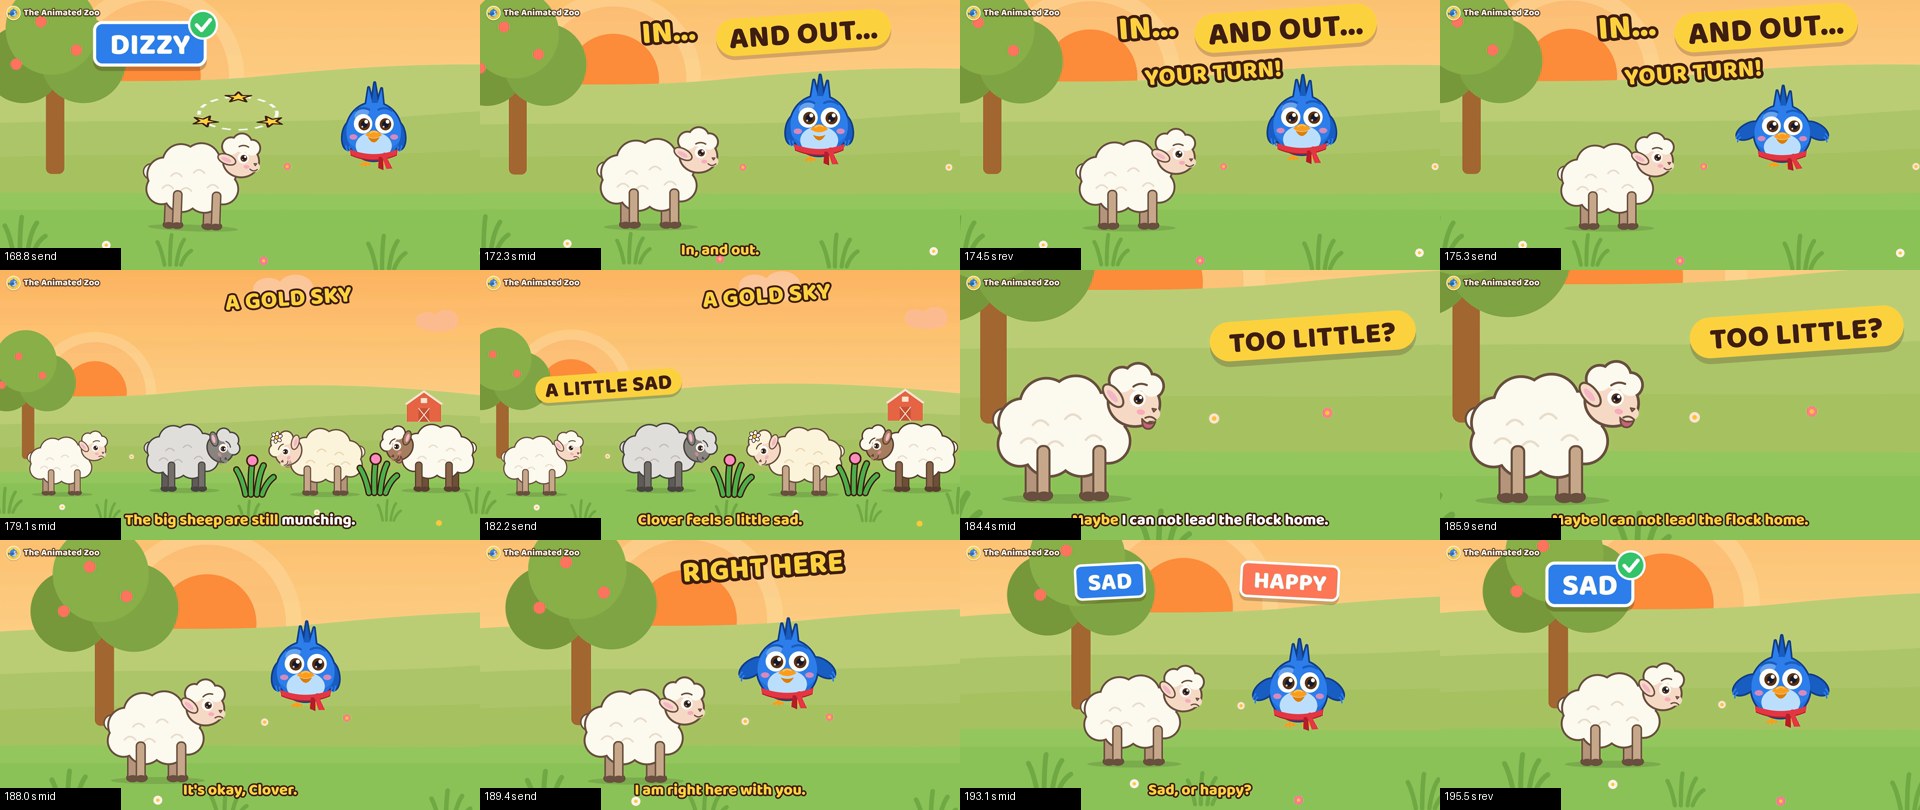 The Animated Zoo
DIZZY
168.8 s end
The Animated Zoo
IN...
AND OUT...
In, and out.
172.3 s mid
The Animated Zoo
IN...
AND OUT...
YOUR TURN!
174.5 s rev
The Animated Zoo
IN...
AND OUT...
YOUR TURN!
175.3 s end
The Animated Zoo
A GOLD SKY
The big sheep are still munching.
179.1 s mid
The Animated Zoo
A GOLD SKY
A LITTLE SAD
Clover feels a little sad.
182.2 s end
The Animated Zoo
TOO LITTLE?
Maybe I can not lead the flock home.
184.4 s mid
The Animated Zoo
TOO LITTLE?
Maybe I can not lead the flock home.
185.9 s end
The Animated Zoo
It's okay, Clover.
188.0 s mid
The Animated Zoo
RIGHT HERE
I am right here with you.
189.4 s end
The Animated Zoo
SAD
HAPPY
Sad, or happy?
193.1 s mid
The Animated Zoo
SAD
195.5 s rev